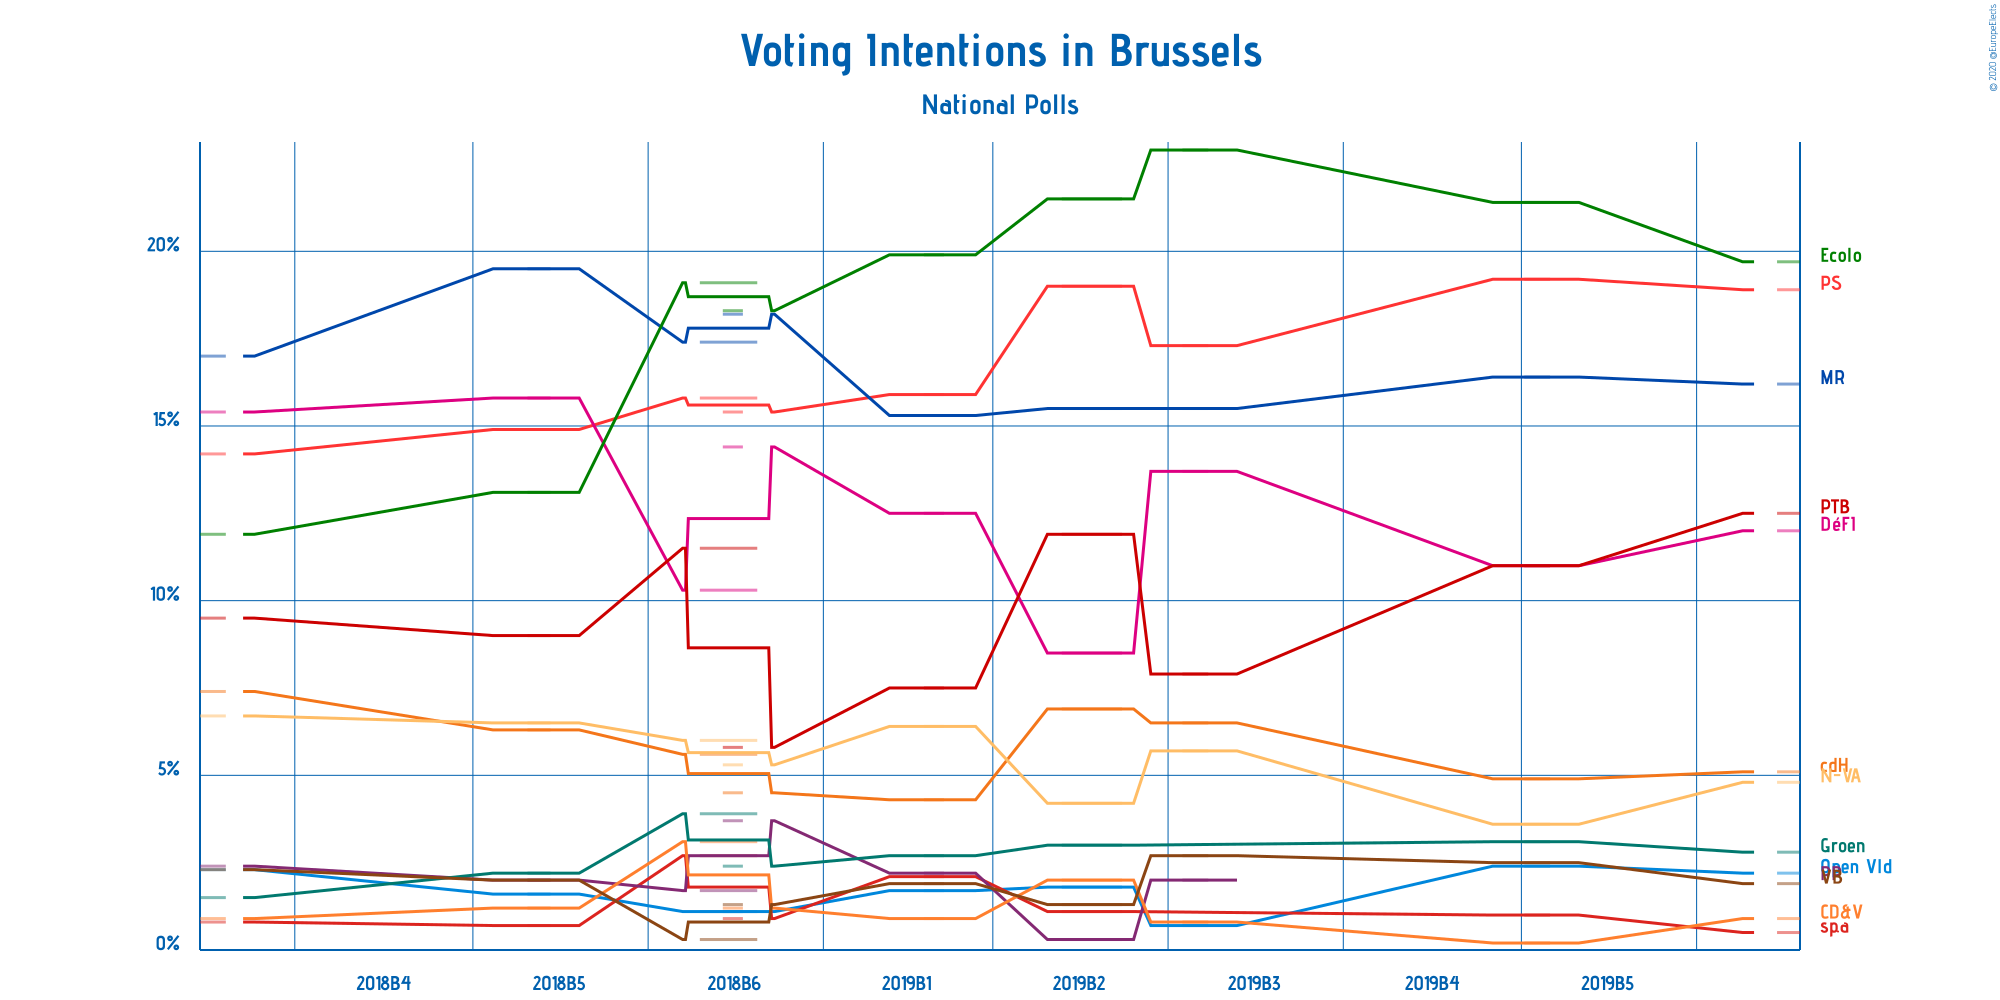 Voting Intentions in Brussels
National Polls
© 2020 @EuropeElects
20%
15%
10%
5%
0%
Ecolo
PS
MR
PTB
DéFI
cdH
N-VA
Groen
Open Vld
VB
CD&V
spa
2018B4
2018B5
2018B6
2019B1
2019B2
2019B3
2019B4
2019B5